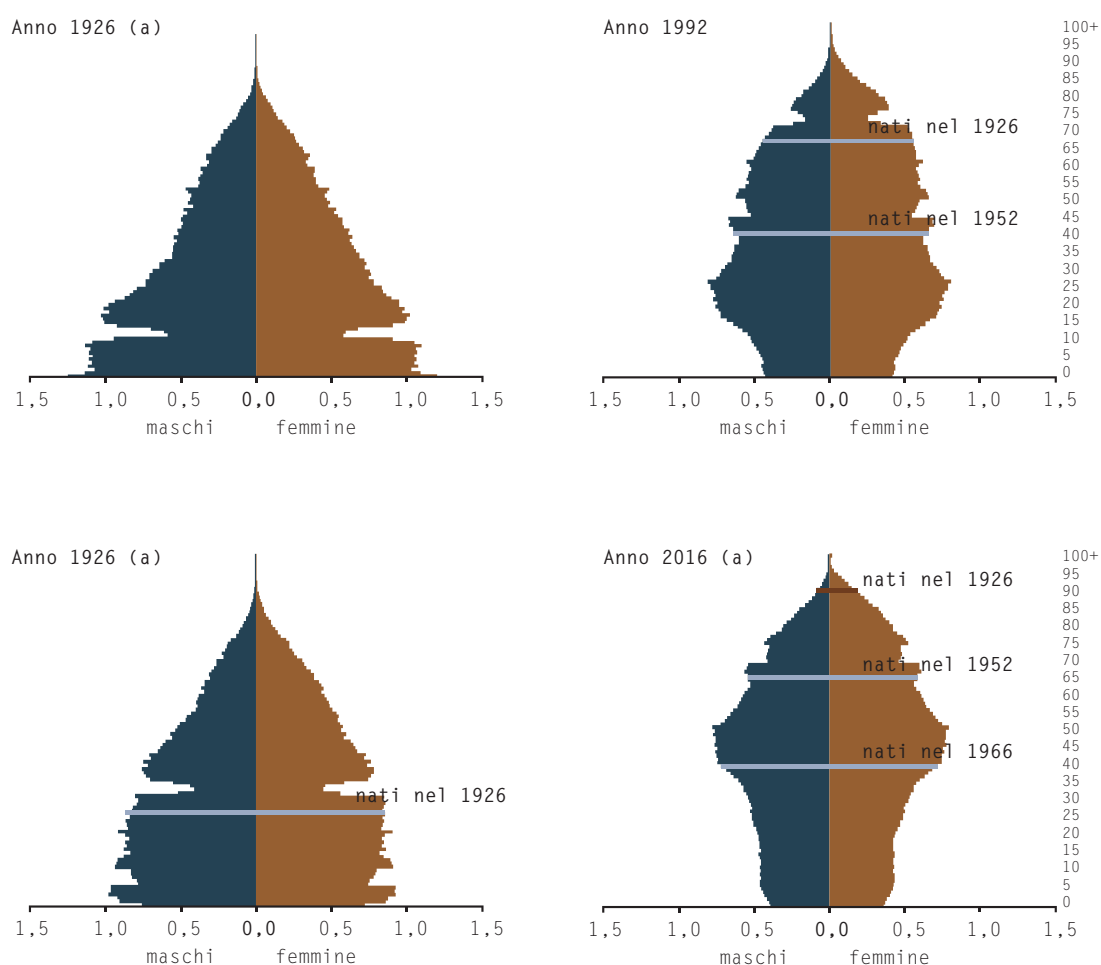 Anno 1926 (a)
1,5 1,0 0,5 0,0 0,5 1,0 1,5
maschi femmine
Anno 1992
100+
95
90
85
80
75
70
65
60
55
50
45
40
35
30
25
20
15
10
5
0
nati nel 1926
nati nel 1952
1,5 1,0 0,5 0,0 0,5 1,0 1,5
maschi femmine
Anno 1926 (a)
nati nel 1926
1,5 1,0 0,5 0,0 0,5 1,0 1,5
maschi femmine
Anno 2016 (a)
100+
95
90
85
80
75
70
65
60
55
50
45
40
35
30
25
20
15
10
5
0
nati nel 1926
nati nel 1952
nati nel 1966
1,5 1,0 0,5 0,0 0,5 1,0 1,5
maschi femmine